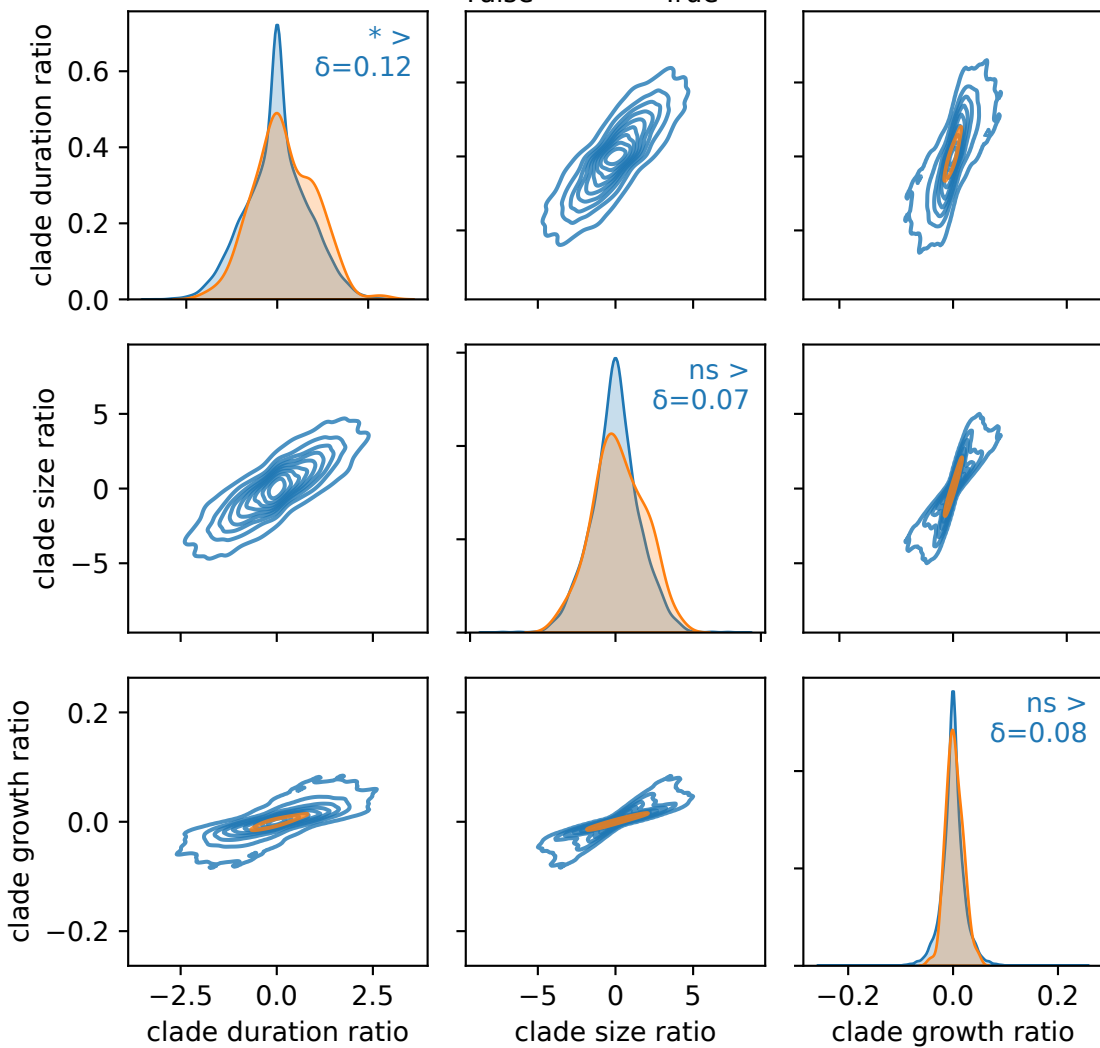 clade duration ratio
0.6
0.4
0.2
0.0
* >
δ=0.12
clade size ratio
5
0
−5
ns >
δ=0.07
clade growth ratio
0.2
0.0
−0.2
ns >
δ=0.08
−2.5 0.0 2.5
−5 0 5
−0.2 0.0 0.2
clade duration ratio
clade size ratio
clade growth ratio